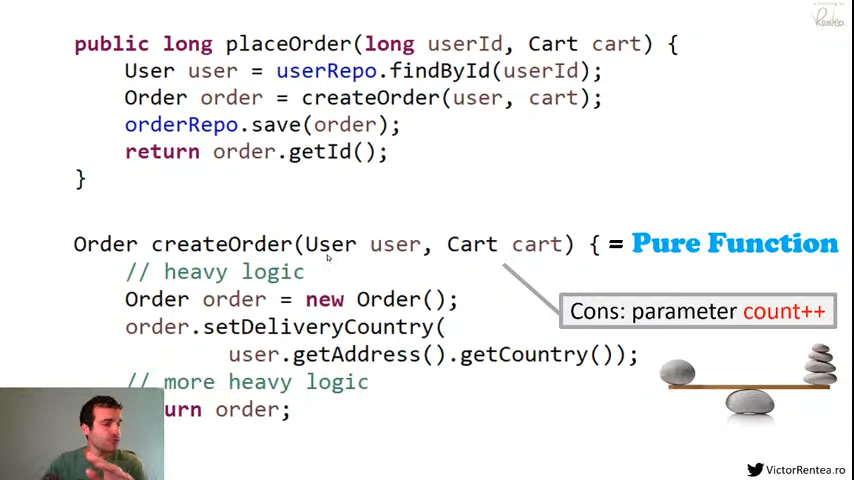 public long placeOrder(long userId, Cart cart) {
User user = userRepo.findById(userId);
Order order = createOrder(user, cart);
orderRepo.save(order);
return order.getId();
}
Order createOrder(User user, Cart cart) { = Pure Function
// heavy logic
Order order = new Order();
Cons: parameter count++
order.setDeliveryCountry(
user.getAddress().getCountry());
// more heavy logic
urn order;
VictorRentea.ro